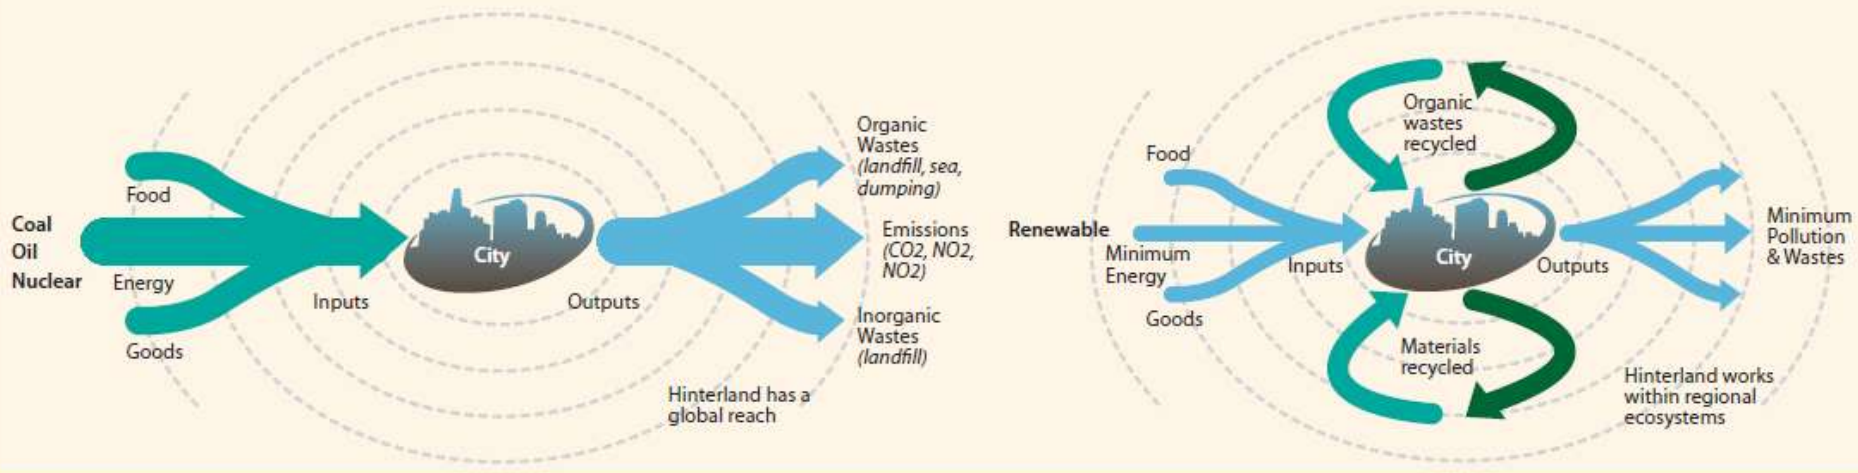 Coal
Oil
Nuclear
Food
Energy
Goods
Inputs
City
Outputs
Organic
Wastes
(landfill, sea,
dumping)
Emissions
(CO2, NO2,
NO2)
Inorganic
Wastes
(landfill)
Hinterland has a
global reach
Renewable
Food
Minimum
Energy
Goods
Inputs
Organic
wastes
recycled
City
Materials
recycled
Outputs
Minimum
Pollution
& Wastes
Hinterland works
within regional
ecosystems